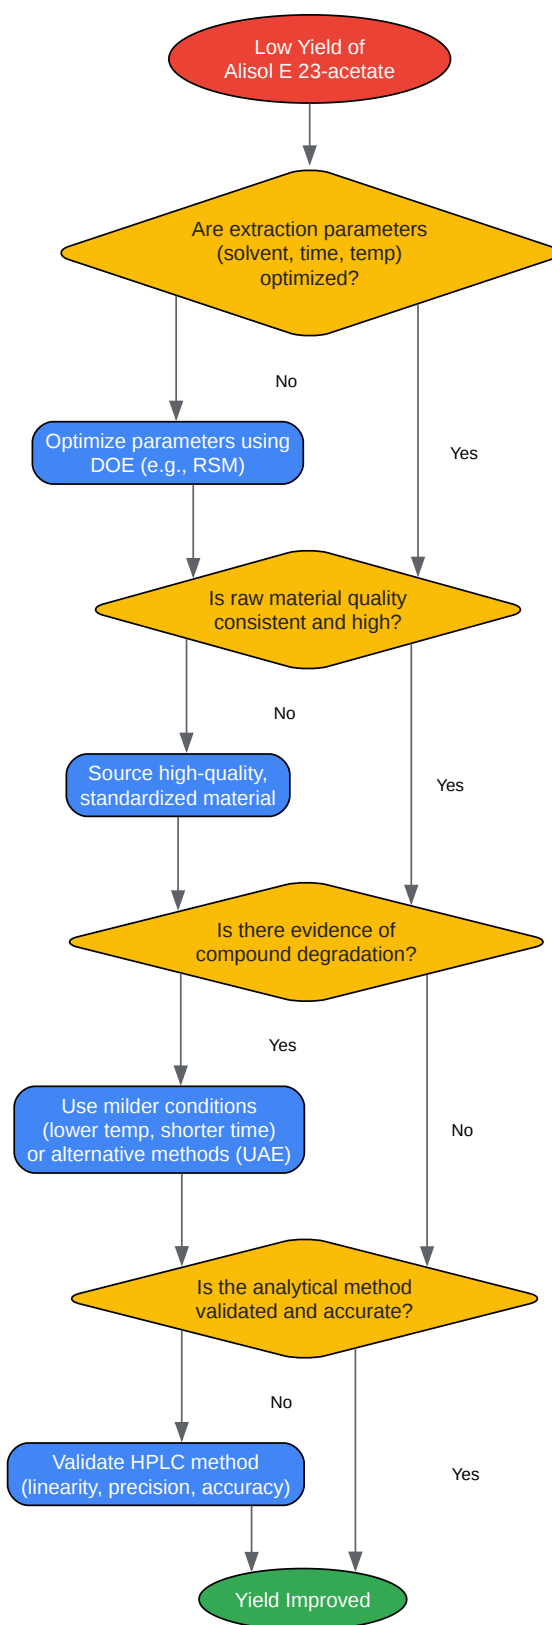 Low Yield of
Alisol E 23-acetate
Are extraction parameters
(solvent, time, temp)
optimized?
No
Optimize parameters using
DOE (e.g., RSM)
Yes
Is raw material quality
consistent and high?
No
Source high-quality,
standardized material
Yes
Is there evidence of
compound degradation?
Yes
Use milder conditions
(lower temp, shorter time)
or alternative methods (UAE)
No
Is the analytical method
validated and accurate?
No
Validate HPLC method
(linearity, precision, accuracy)
Yes
Yield Improved